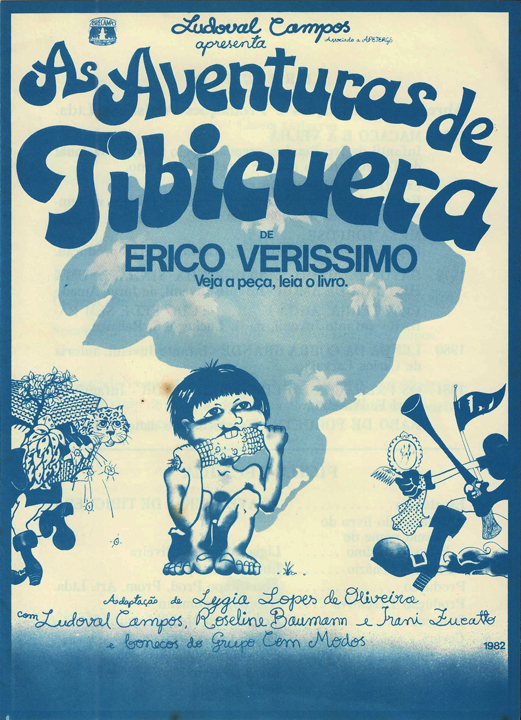 Ludoval Campos
apresenta
As Aventuras de
Tibicuera
DE
ERICO VERISSIMO
Veja a peça, leia o livro.
Adaptação de Lygia Lopes de Oliveira
com Ludoval Campos, Roseline Baumann e Irani Zucatto
e bonecos do Grupo Com Modos
1982